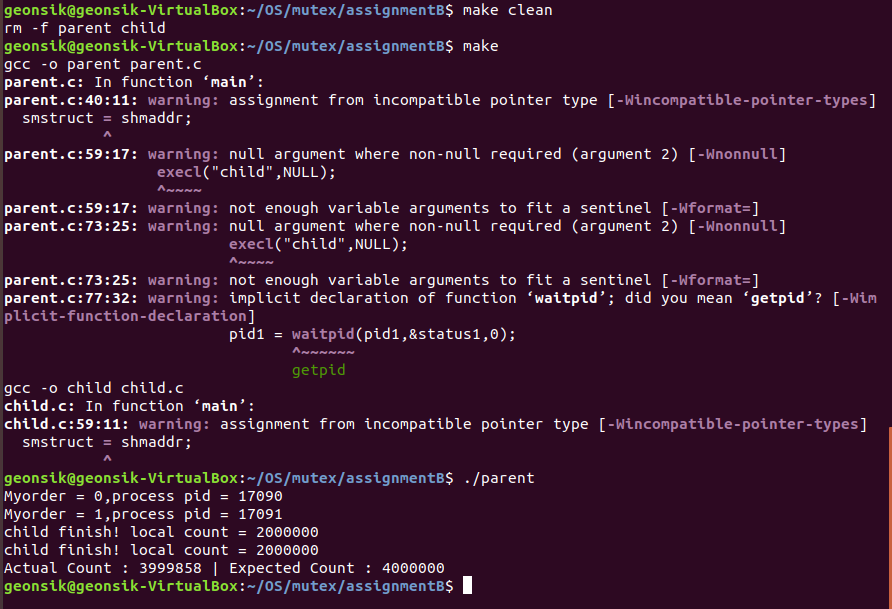 geonsik@geonsik-VirtualBox:~/OS/mutex/assignmentB$ make clean
rm -f parent child
geonsik@geonsik-VirtualBox:~/OS/mutex/assignmentB$ make
gcc -o parent parent.c
parent.c: In function ‘main’:
parent.c:40:11: warning: assignment from incompatible pointer type [-Wincompatible-pointer-types]
  smstruct = shmaddr;
           ^
parent.c:59:17: warning: null argument where non-null required (argument 2) [-Wnonnull]
                 execl("child",NULL);
                 ^~~~~
parent.c:59:17: warning: not enough variable arguments to fit a sentinel [-Wformat=]
parent.c:73:25: warning: null argument where non-null required (argument 2) [-Wnonnull]
                         execl("child",NULL);
                         ^~~~~
parent.c:73:25: warning: not enough variable arguments to fit a sentinel [-Wformat=]
parent.c:77:32: warning: implicit declaration of function ‘waitpid’; did you mean ‘getpid’? [-Wim
plicit-function-declaration]
                         pid1 = waitpid(pid1,&status1,0);
                                ^~~~~~~
                                getpid
gcc -o child child.c
child.c: In function ‘main’:
child.c:59:11: warning: assignment from incompatible pointer type [-Wincompatible-pointer-types]
  smstruct = shmaddr;
           ^
geonsik@geonsik-VirtualBox:~/OS/mutex/assignmentB$ ./parent
Myorder = 0,process pid = 17090
Myorder = 1,process pid = 17091
child finish! local count = 2000000
child finish! local count = 2000000
Actual Count : 3999858 | Expected Count : 4000000
geonsik@geonsik-VirtualBox:~/OS/mutex/assignmentB$